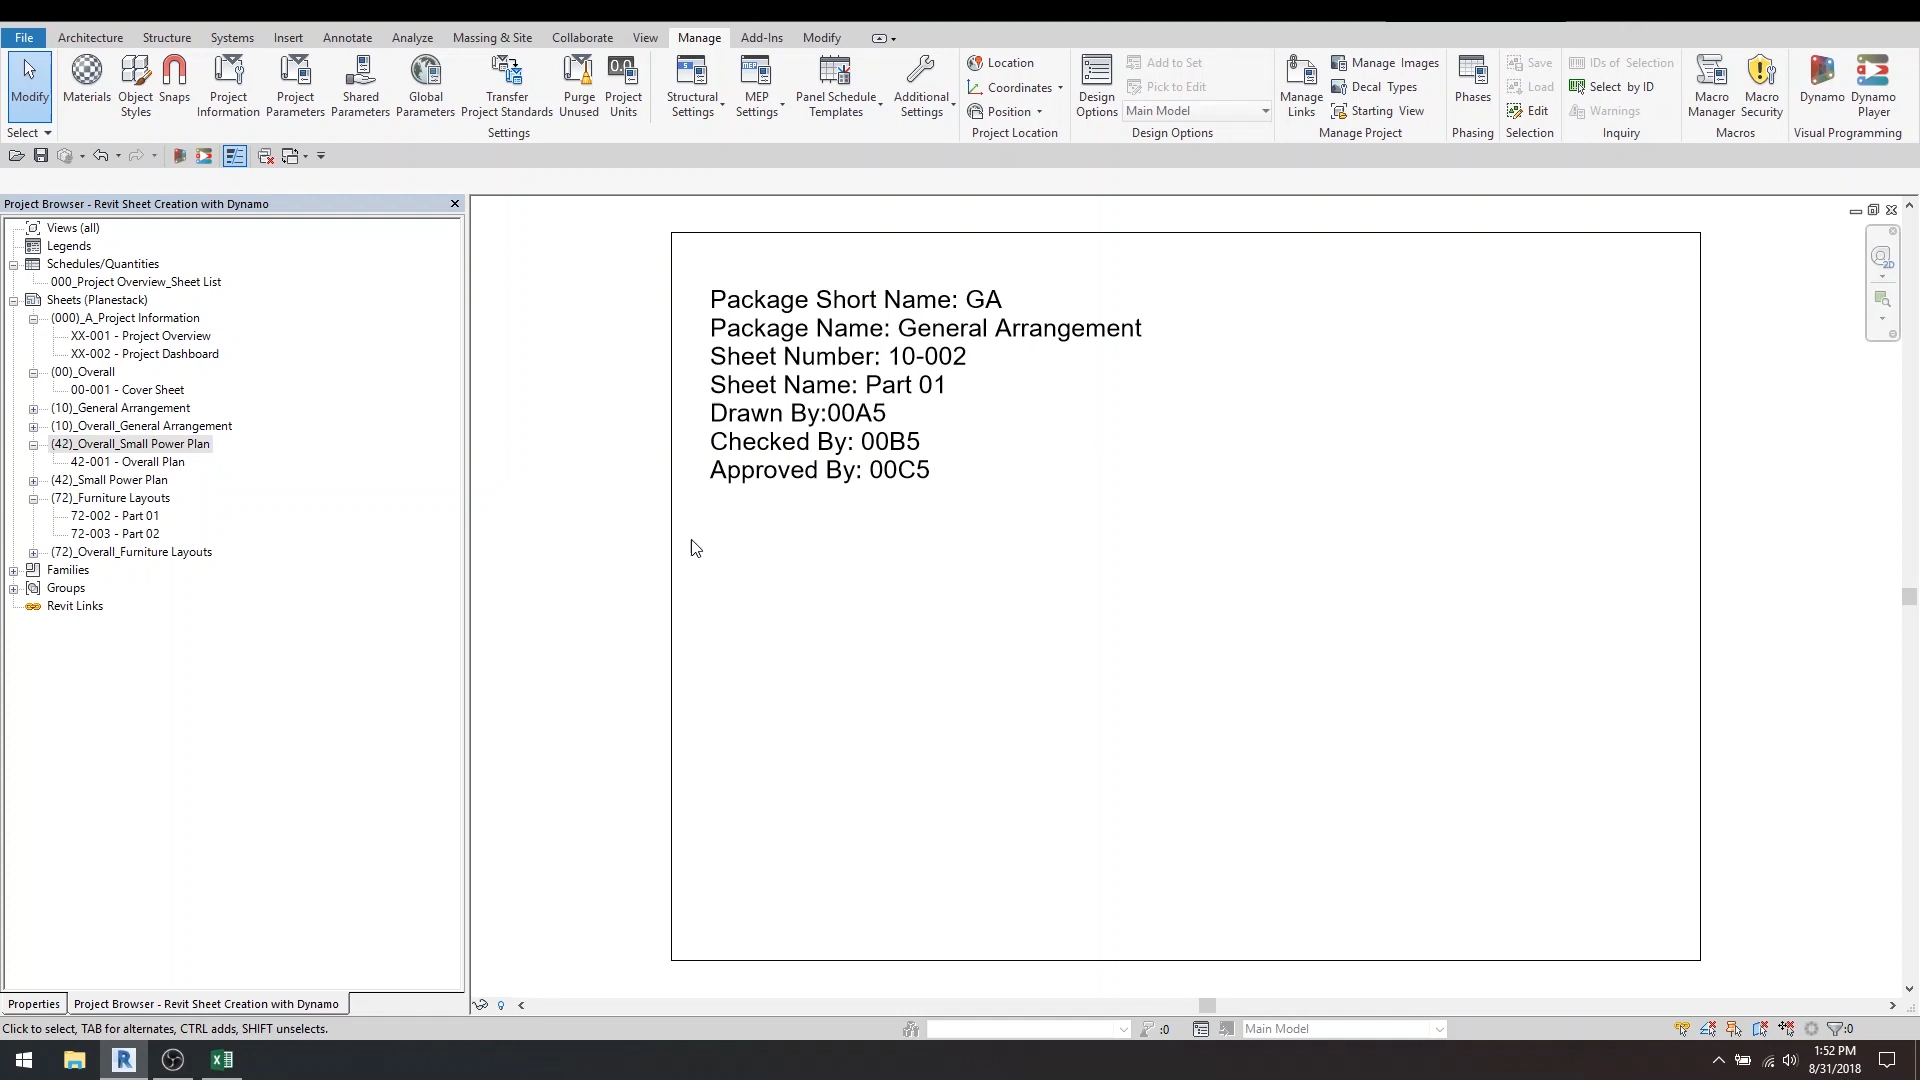 File Architecture Structure Systems Insert Annotate Analyze Massing & Site Collaborate View Manage Add-Ins Modify
Modify
Materials
Object Styles
Snaps
Project Information
Project Parameters
Shared Parameters
Global Parameters
Transfer Project Standards
Purge Unused
Project Units
Structural Settings
MEP Settings
Panel Schedule Templates
Additional Settings
Location
Coordinates
Position
Design Options
Add to Set
Pick to Edit
Main Model
Manage Links
Manage Images
Decal Types
Starting View
Phases
Save
Load
Edit
IDs of Selection
Select by ID
Warnings
Macro Manager
Macro Security
Dynamo
Dynamo Player
Select Settings Project Location Design Options Manage Project Phasing Selection Inquiry Macros Visual Programming
Project Browser - Revit Sheet Creation with Dynamo
Views (all)
Legends
Schedules/Quantities
000_Project Overview_Sheet List
Sheets (Planestack)
(000)_A_Project Information
XX-001 - Project Overview
XX-002 - Project Dashboard
(00)_Overall
00-001 - Cover Sheet
(10)_General Arrangement
(10)_Overall_General Arrangement
(42)_Overall_Small Power Plan
42-001 - Overall Plan
(42)_Small Power Plan
(72)_Furniture Layouts
72-002 - Part 01
72-003 - Part 02
(72)_Overall_Furniture Layouts
Families
Groups
Revit Links
Package Short Name: GA
Package Name: General Arrangement
Sheet Number: 10-002
Sheet Name: Part 01
Drawn By:00A5
Checked By: 00B5
Approved By: 00C5
2D
Properties Project Browser - Revit Sheet Creation with Dynamo
Click to select, TAB for alternates, CTRL adds, SHIFT unselects.
:0
Main Model
:0
1:52 PM
8/31/2018